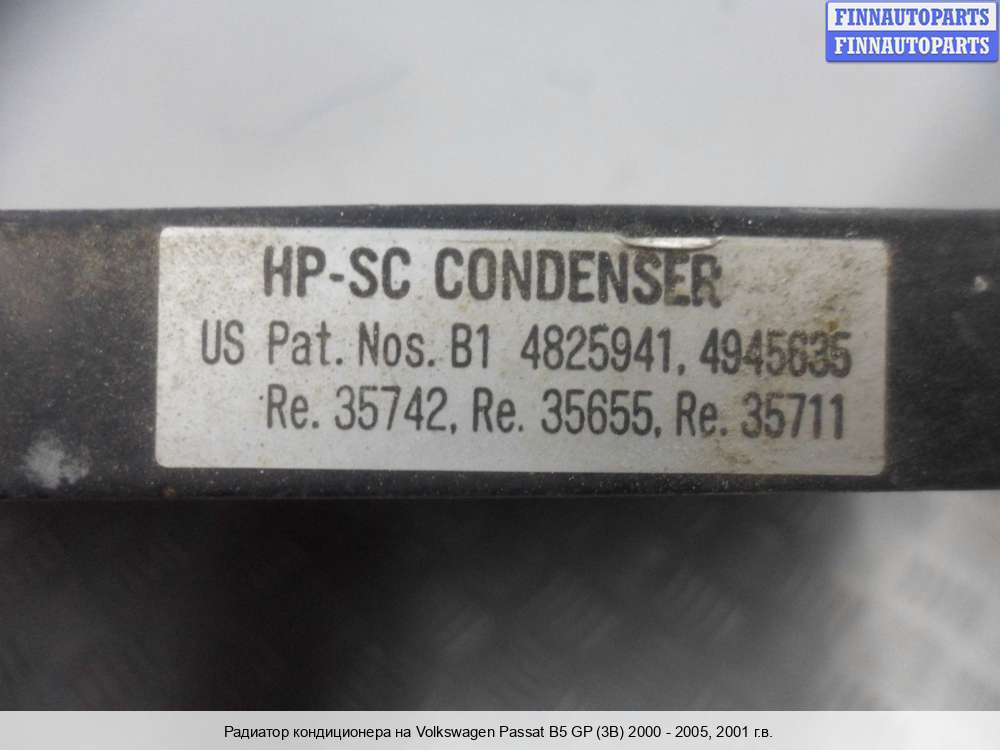 FINNAUTOPARTS
FINNAUTOPARTS
HP-SC CONDENSER
US Pat. Nos. B1 4825941, 4945635
Re. 35742, Re. 35655, Re. 35711
Радиатор кондиционера на Volkswagen Passat B5 GP (3B) 2000 - 2005, 2001 г.в.